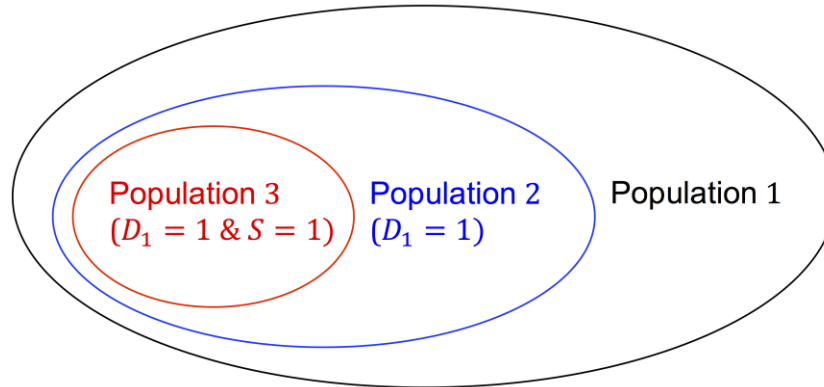 Population 3
(D₁ = 1 & S = 1)
Population 2
(D₁ = 1)
Population 1